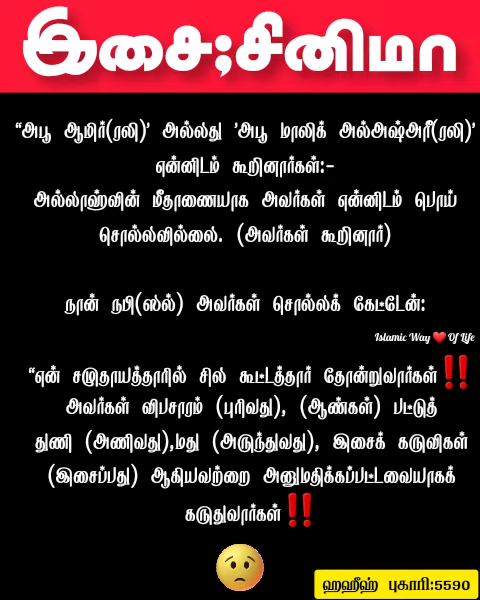 இசை;சினிமா
“அபூ ஆமிர்(ரலி)' அல்லது 'அபூ மாலிக் அல்அஷ்அரீ(ரலி)'
என்னிடம் கூறினார்கள்:-
அல்லாஹ்வின் மீதாணையாக அவர்கள் என்னிடம் பொய்
சொல்லவில்லை. (அவர்கள் கூறினார்)
நான் நபி(ஸல்) அவர்கள் சொல்லக் கேட்டேன்:
Islamic Way ❤️ Of Life
“என் சமுதாயத்தாரில் சில கூட்டத்தார் தோன்றுவார்கள்‼️
அவர்கள் விபசாரம் (புரிவது), (ஆண்கள்) பட்டுத்
துணி (அணிவது),மது (அருந்துவது), இசைக் கருவிகள்
(இசைப்பது) ஆகியவற்றை அனுமதிக்கப்பட்டவையாகக்
கருதுவார்கள்‼️
ஹஹீஹ் புகாரி:5590